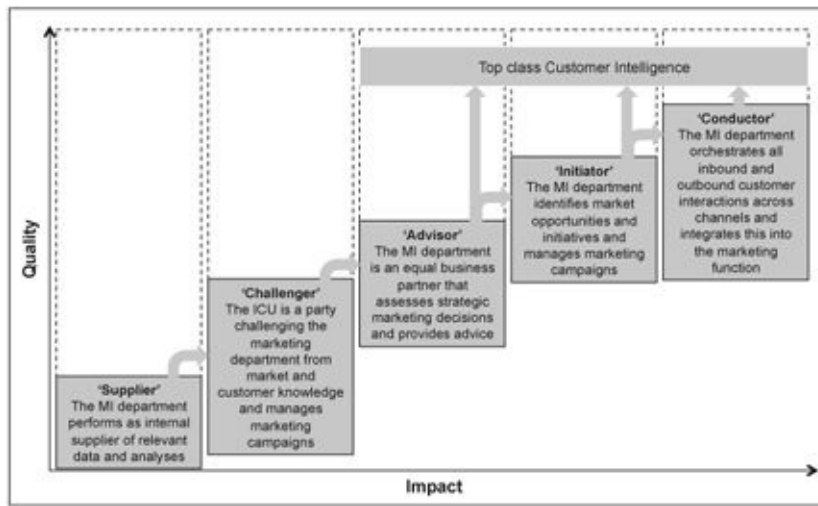 Quality
Top class Customer Intelligence
‘Supplier’
The MI department
performs as internal
supplier of relevant
data and analyses
‘Challenger’
The ICU is a party
challenging the
marketing
department from
market and
customer knowledge
and manages
marketing
campaigns
‘Advisor’
The MI department
is an equal business
partner that
assesses strategic
marketing decisions
and provides advice
‘Initiator’
The MI department
identifies market
opportunities and
initiatives and
manages marketing
campaigns
‘Conductor’
The MI department
orchestrates all
inbound and
outbound customer
interactions across
channels and
integrates this into
the marketing
function
Impact